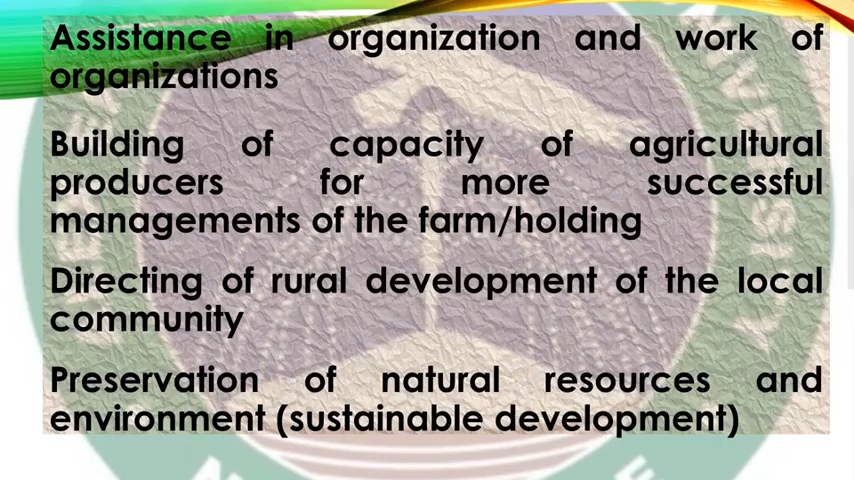 Assistance in organization and work of
organizations
Building of capacity of agricultural
producers for more successful
managements of the farm/holding
Directing of rural development of the local
community
Preservation of natural resources and
environment (sustainable development)